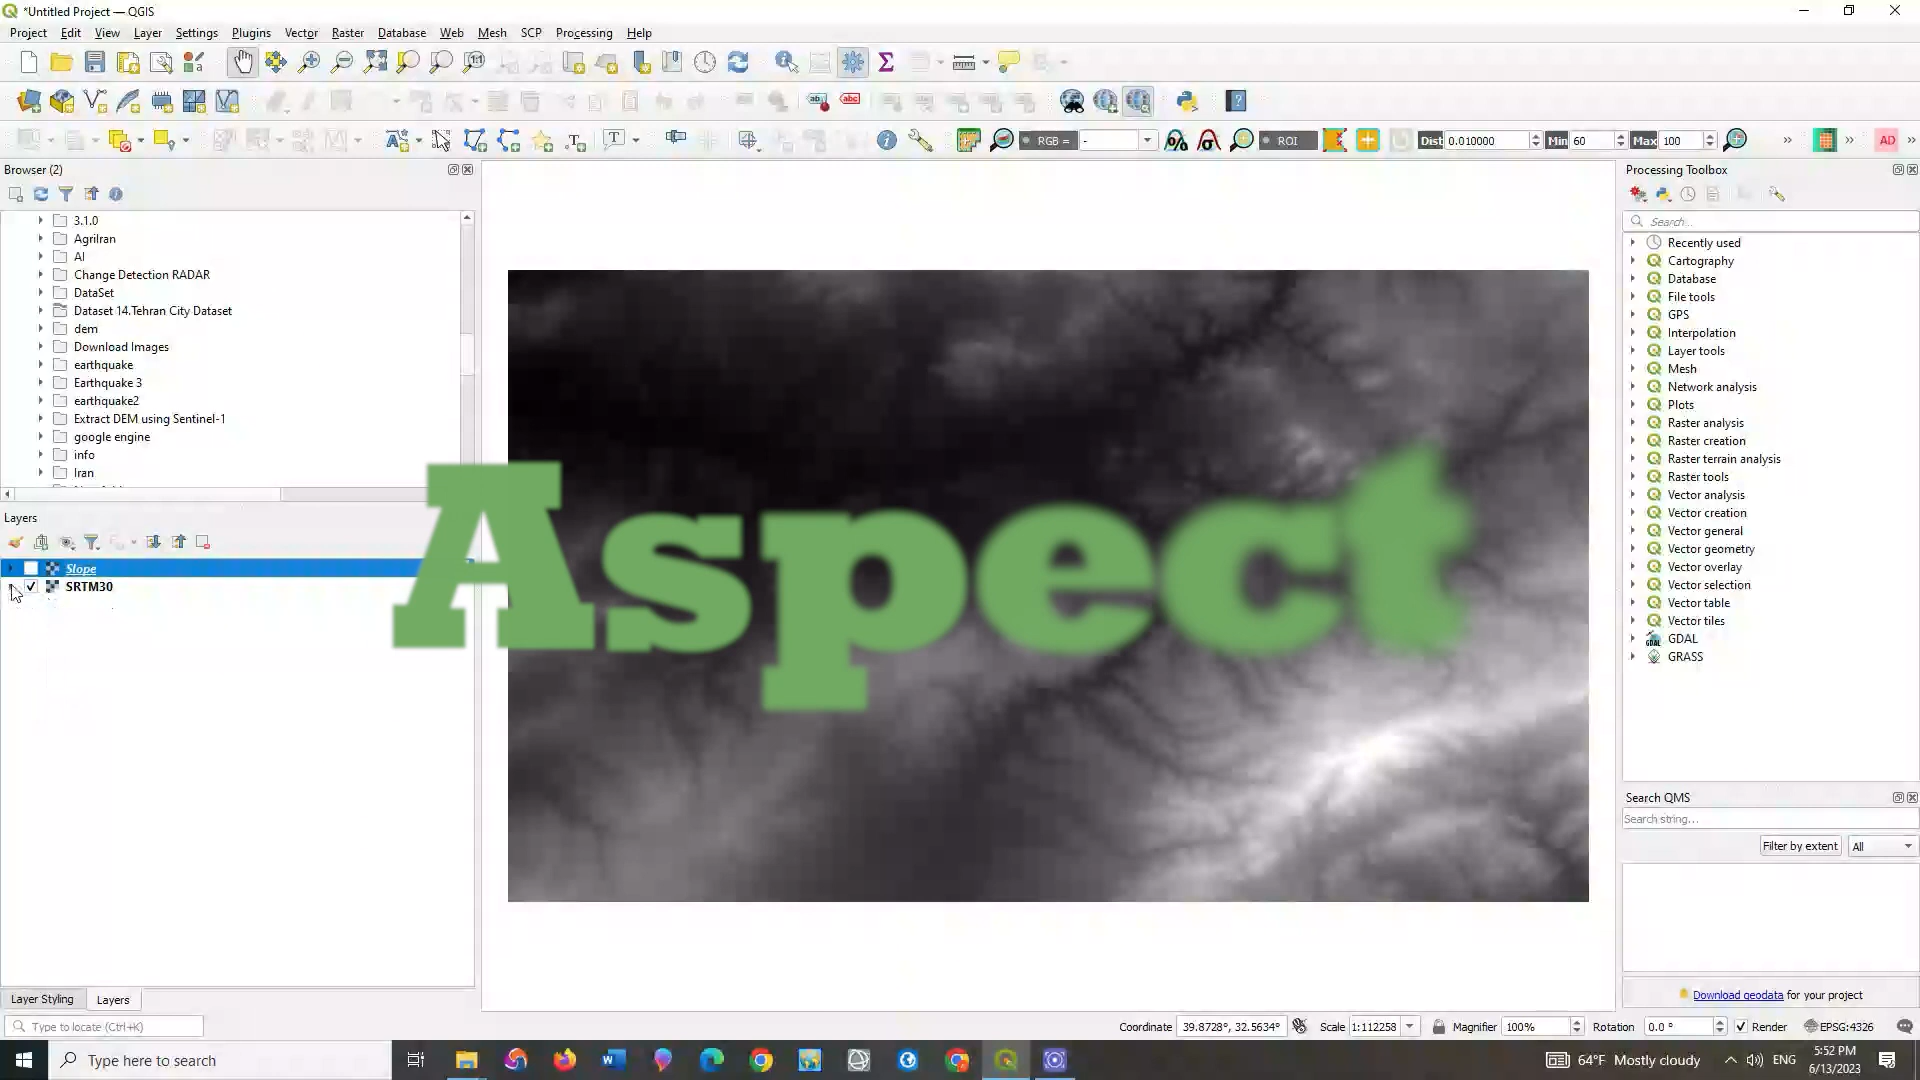 *Untitled Project — QGIS
Project Edit View Layer Settings Plugins Vector Raster Database Web Mesh SCP Processing Help
abc abc
RGB = - ROI Dist 0.010000 Min 60 Max 100 » » AD »
Browser (2)
3.1.0
AgriIran
AI
Change Detection RADAR
DataSet
Dataset 14.Tehran City Dataset
dem
Download Images
earthquake
Earthquake 3
earthquake2
Extract DEM using Sentinel-1
google engine
info
Iran
Layers
Slope
SRTM30
Aspect
Processing Toolbox
Search...
Recently used
Cartography
Database
File tools
GPS
Interpolation
Layer tools
Mesh
Network analysis
Plots
Raster analysis
Raster creation
Raster terrain analysis
Raster tools
Vector analysis
Vector creation
Vector general
Vector geometry
Vector overlay
Vector selection
Vector table
Vector tiles
GDAL
GRASS
Search QMS
Search string...
Filter by extent All
Download geodata for your project
Layer Styling Layers
Type to locate (Ctrl+K) Coordinate 39.8728°, 32.5634° Scale 1:112258 Magnifier 100% Rotation 0.0 ° Render EPSG:4326
Type here to search 64°F Mostly cloudy ENG 5:52 PM
6/13/2023